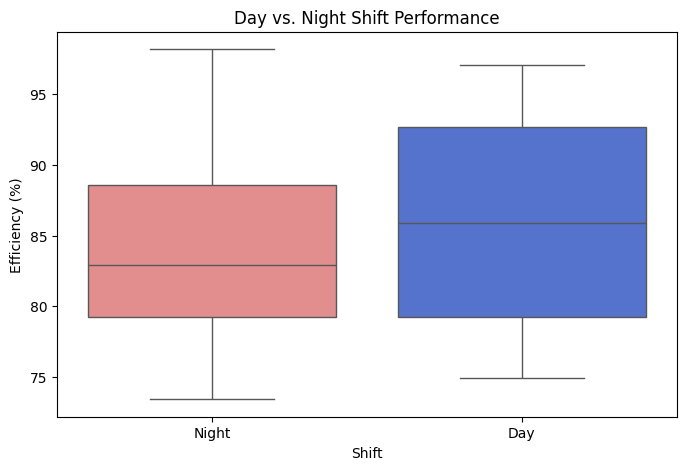 Day vs. Night Shift Performance
Efficiency (%)
95
90
85
80
75
Night Day
Shift